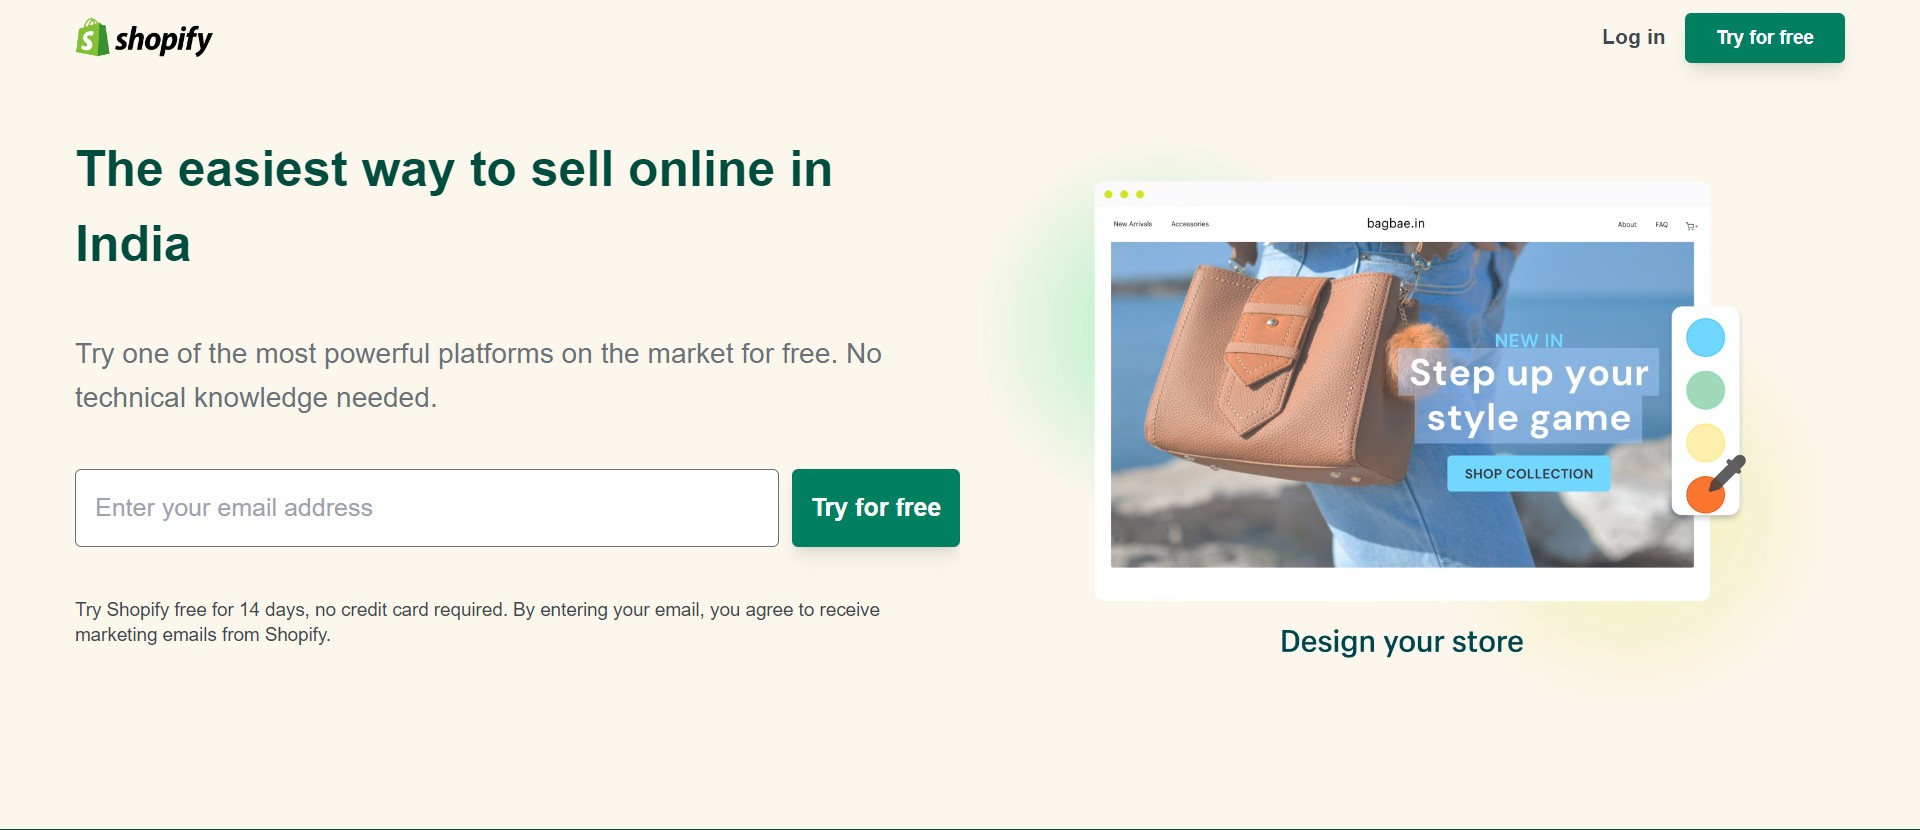 shopify
Log in
Try for free
The easiest way to sell online in
India
Try one of the most powerful platforms on the market for free. No
technical knowledge needed.
Enter your email address
Try for free
Try Shopify free for 14 days, no credit card required. By entering your email, you agree to receive
marketing emails from Shopify.
New Arrivals
Accessories
bagbae.in
About
FAQ
NEW IN
Step up your
style game
SHOP COLLECTION
Design your store